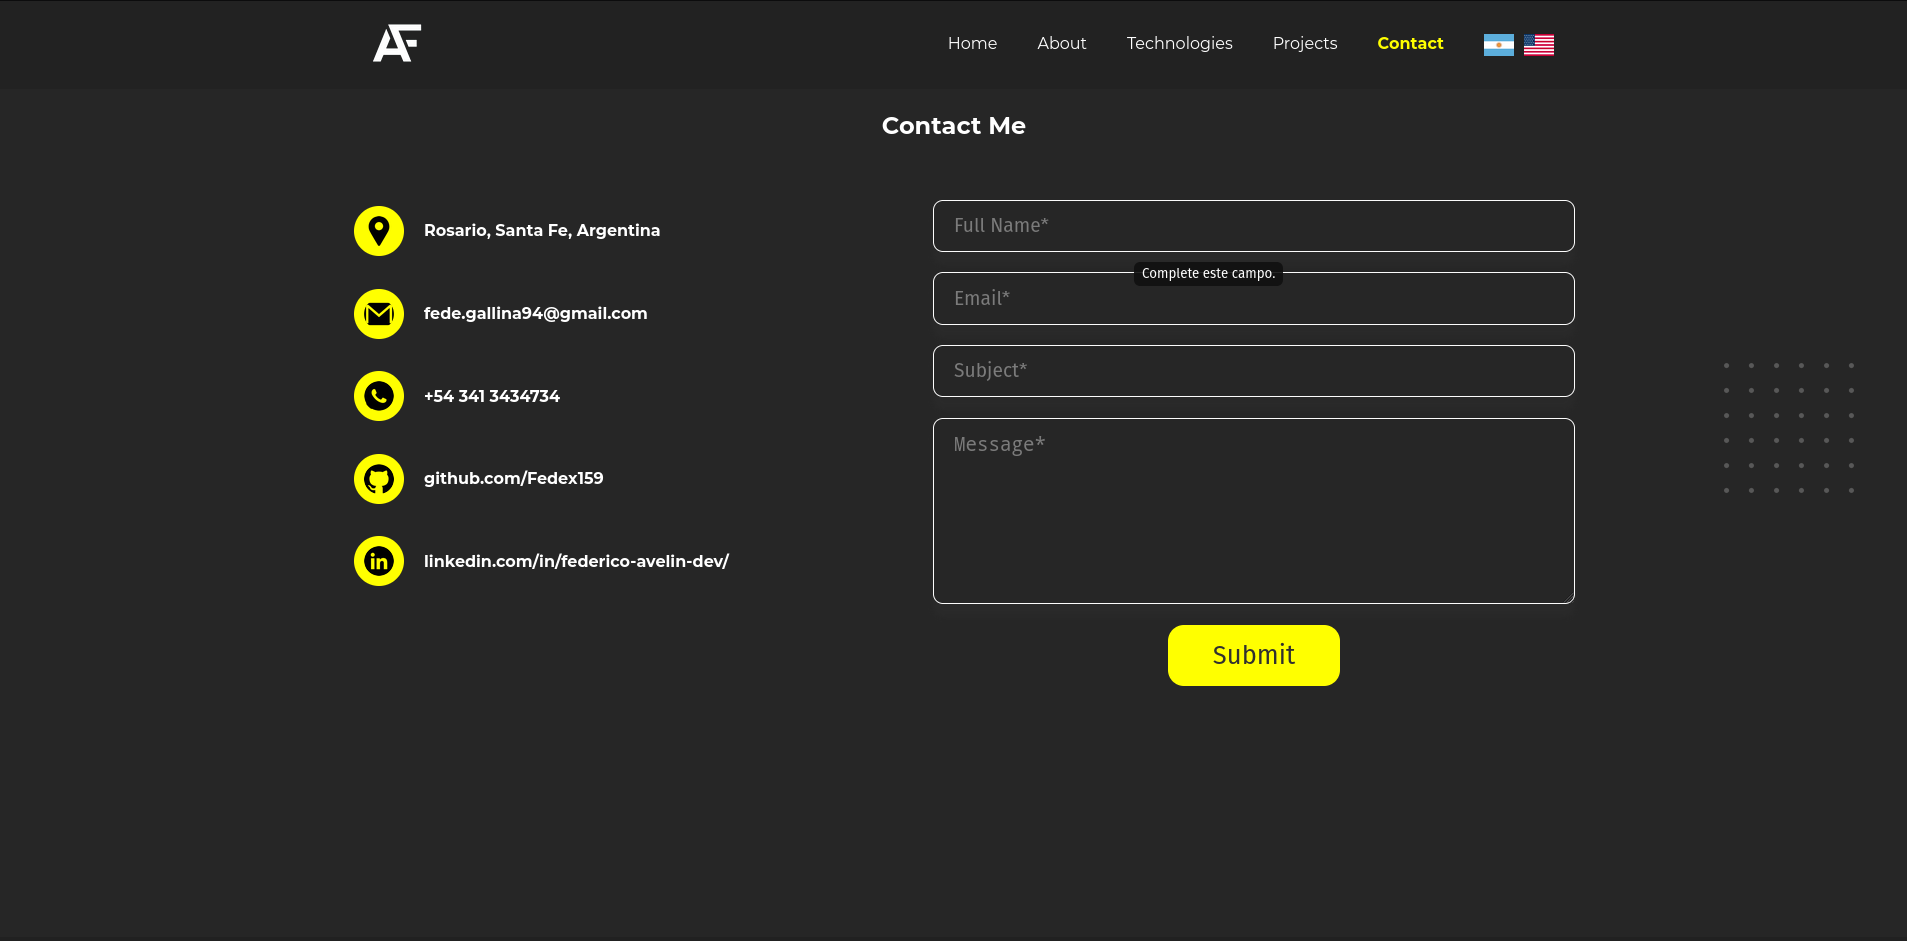 AF
Home About Technologies Projects Contact
Contact Me
Rosario, Santa Fe, Argentina
fede.gallina94@gmail.com
+54 341 3434734
github.com/Fedex159
in
linkedin.com/in/federico-avelin-dev/
Full Name*
Complete este campo.
Email*
Subject*
Message*
Submit